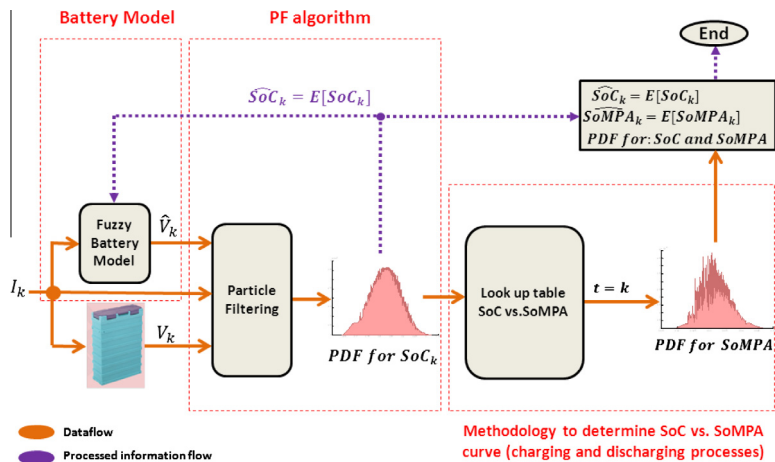 Battery Model
PF algorithm
End
$\widehat{SoC}_k = E[SoC_k]$
$\widehat{SoC}_k = E[SoC_k]$
$\widehat{SoMPA}_k = E[SoMPA_k]$
PDF for: SoC and SoMPA
Fuzzy
Battery
Model
$\hat{V}_k$
$I_k$
Particle
Filtering
Look up table
SoC vs.SoMPA
t = k
$V_k$
PDF for $SoC_k$
PDF for SoMPA
Dataflow
Processed information flow
Methodology to determine SoC vs. SoMPA
curve (charging and discharging processes)